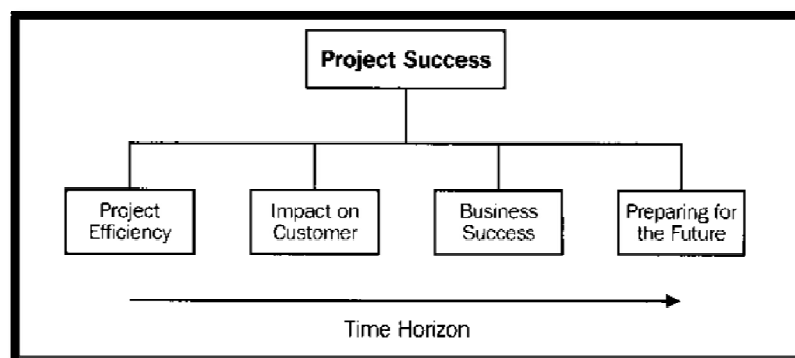 Project Success
Project
Efficiency
Impact on
Customer
Business
Success
Preparing for
the Future
Time Horizon